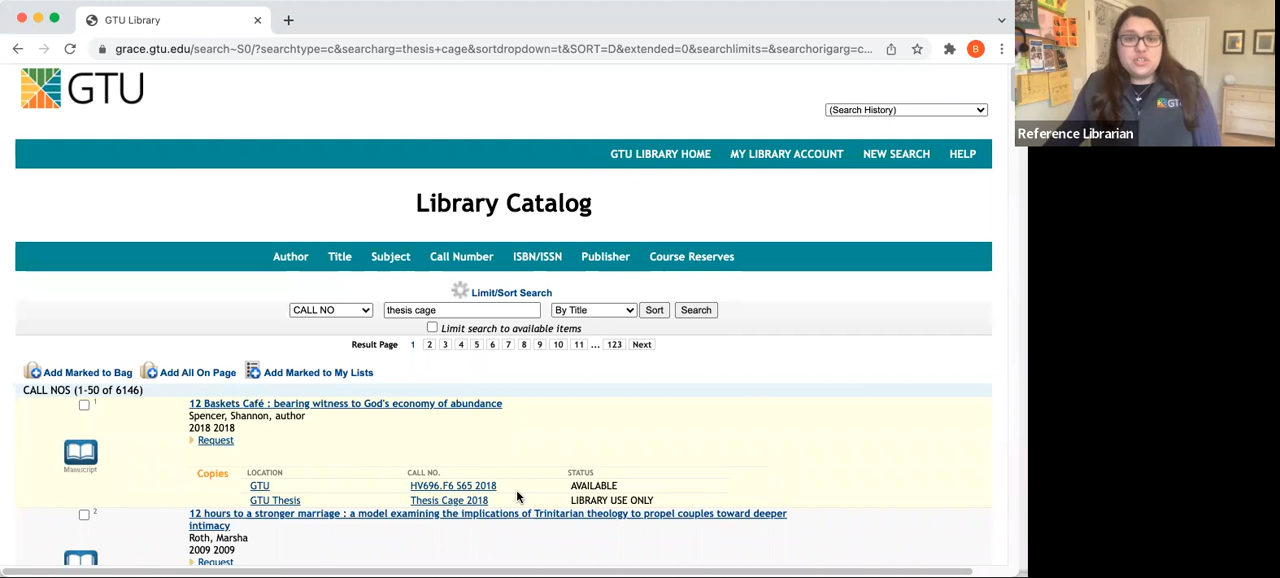 GTU Library
grace.gtu.edu/search~S0/?searchtype=c&searcharg=thesis+cage&sortdropdown=t&SORT=D&extended=0&searchlimits=&searchorigarg=c...
B
GTU
GTU
Reference Librarian
(Search History)
GTU LIBRARY HOME MY LIBRARY ACCOUNT NEW SEARCH HELP
Library Catalog
Author Title Subject Call Number ISBN/ISSN Publisher Course Reserves
Limit/Sort Search
CALL NO thesis cage By Title Sort Search
Limit search to available items
Result Page 1 2 3 4 5 6 7 8 9 10 11 ... 123 Next
Add Marked to Bag Add All On Page Add Marked to My Lists
CALL NOS (1-50 of 6146)
1 12 Baskets Café : bearing witness to God's economy of abundance
Spencer, Shannon, author
2018 2018
Request
Manuscript
Copies LOCATION CALL NO. STATUS
GTU HV696.F6 S65 2018 AVAILABLE
GTU Thesis Thesis Cage 2018 LIBRARY USE ONLY
2 12 hours to a stronger marriage : a model examining the implications of Trinitarian theology to propel couples toward deeper
intimacy
Roth, Marsha
2009 2009
Request